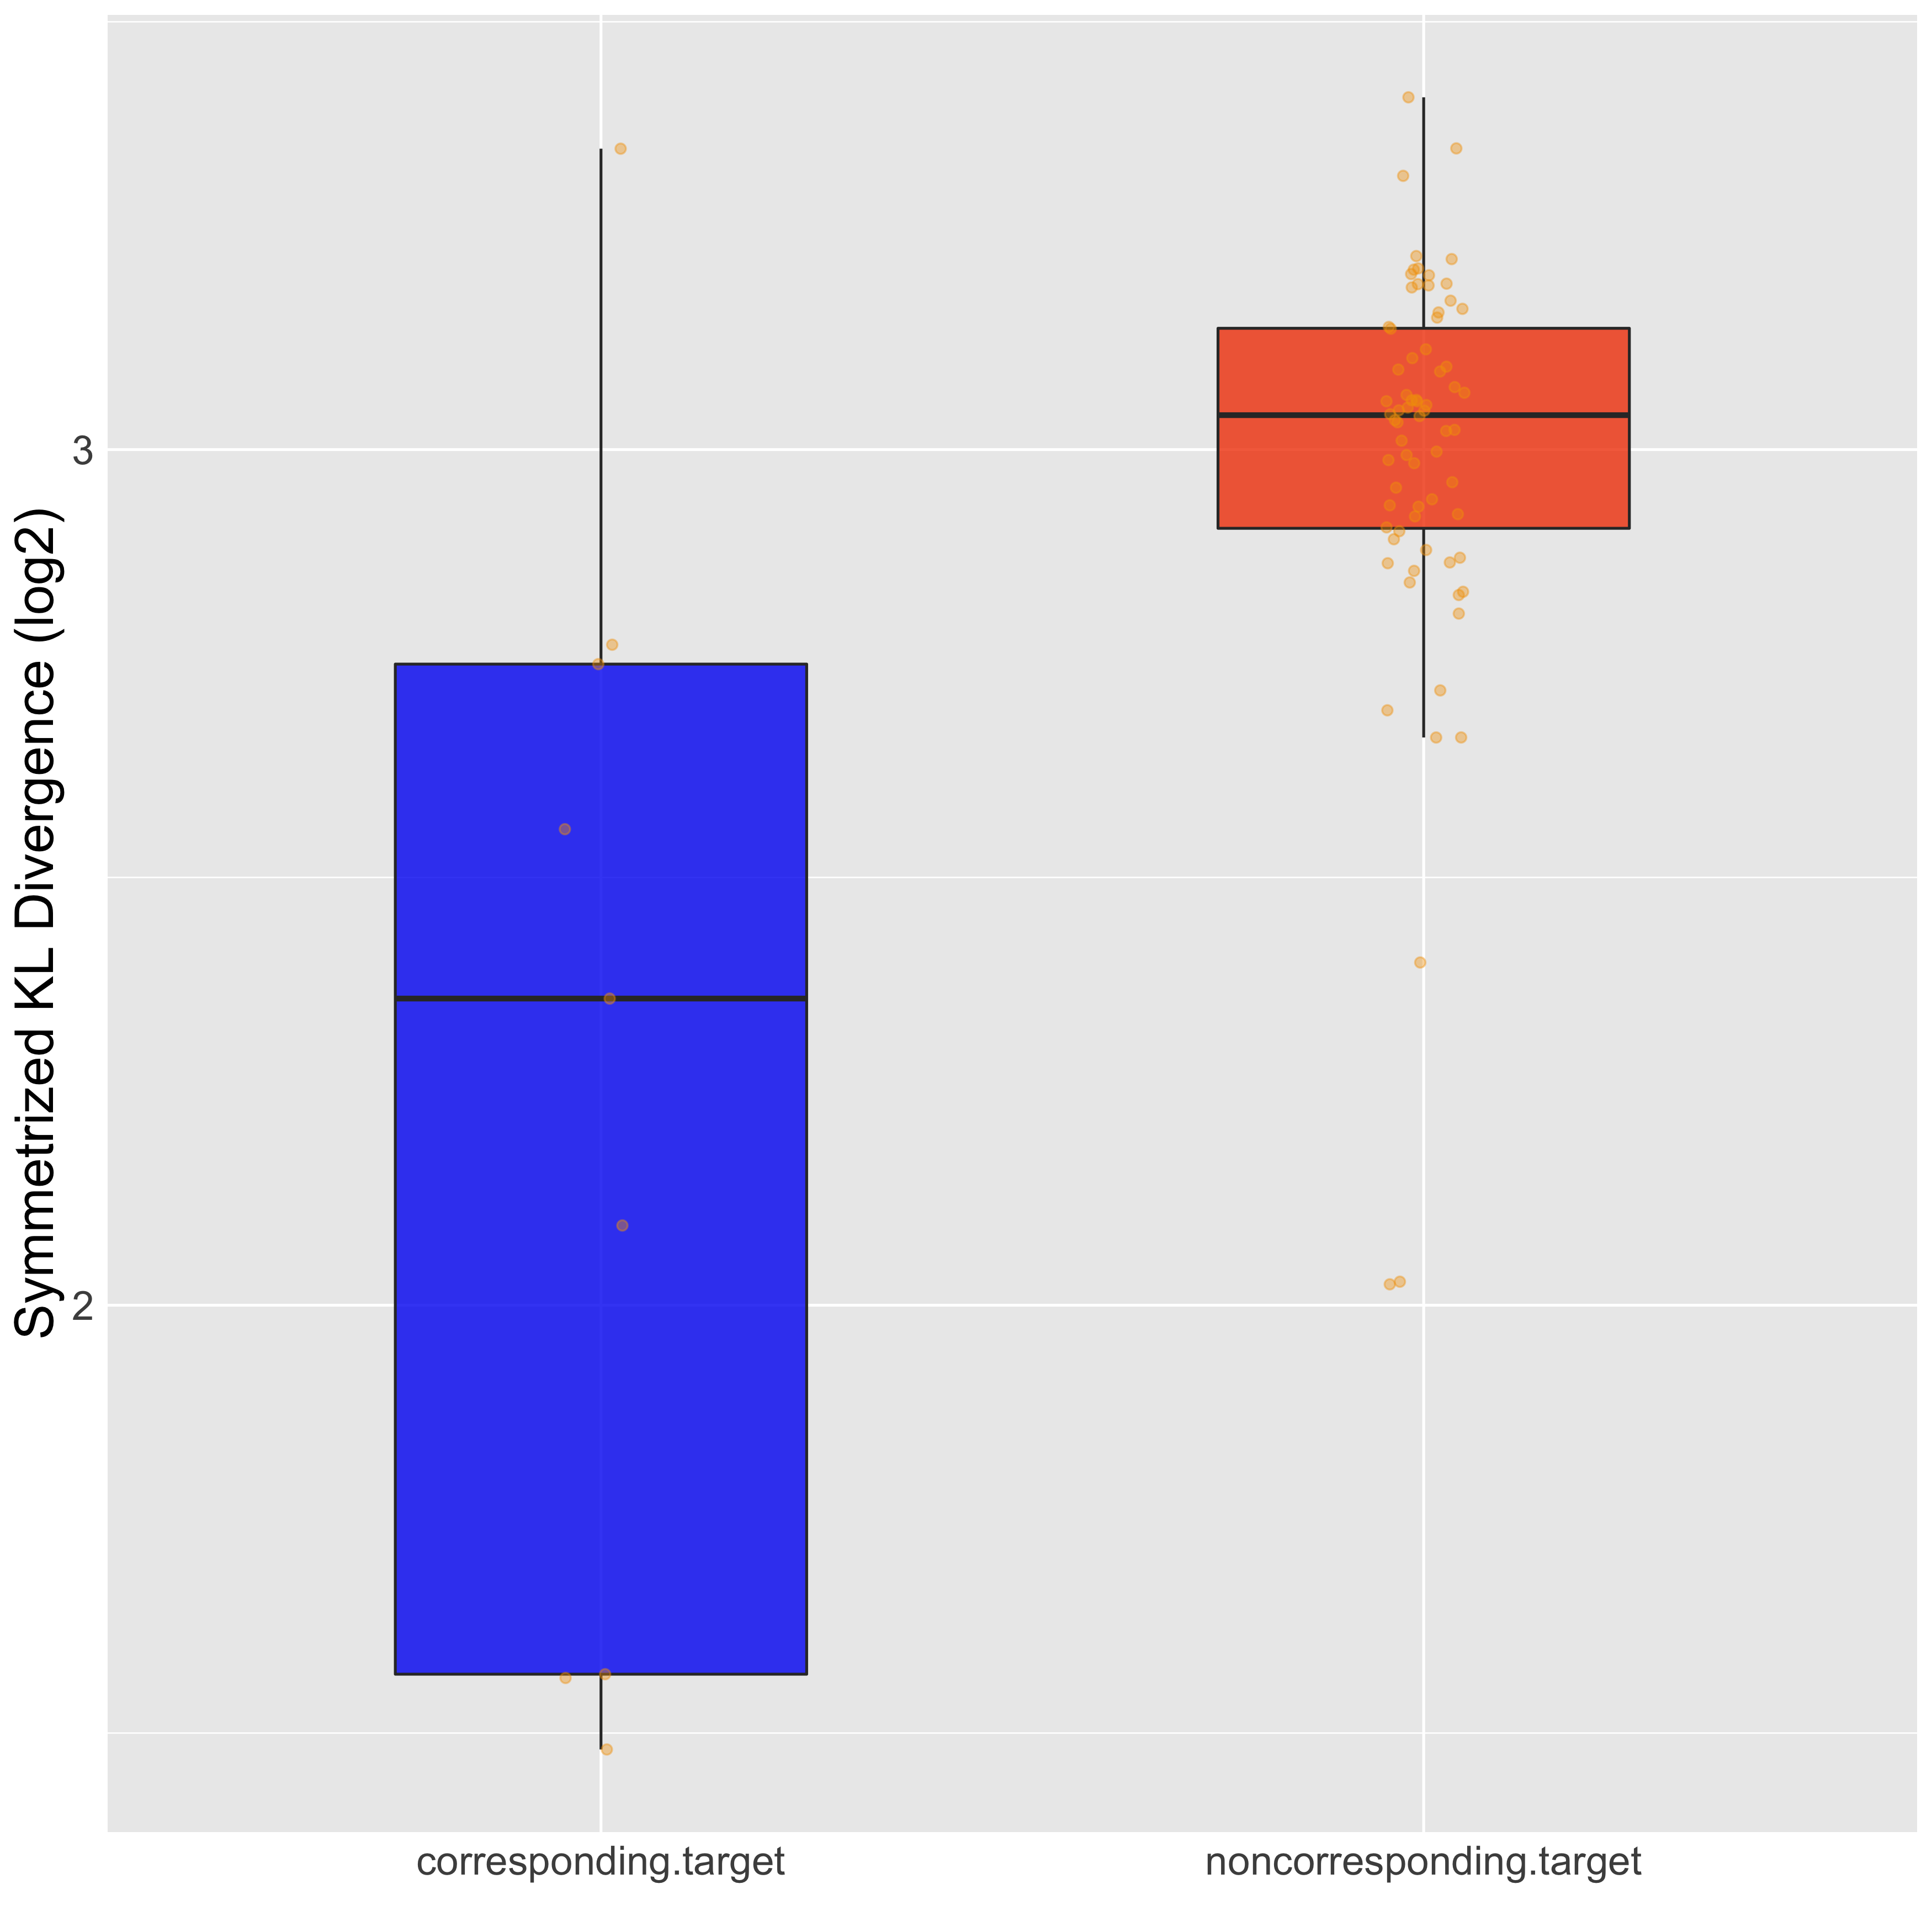 Symmetrized KL Divergence (log2)
3
2
corresponding.target
noncorresponding.target